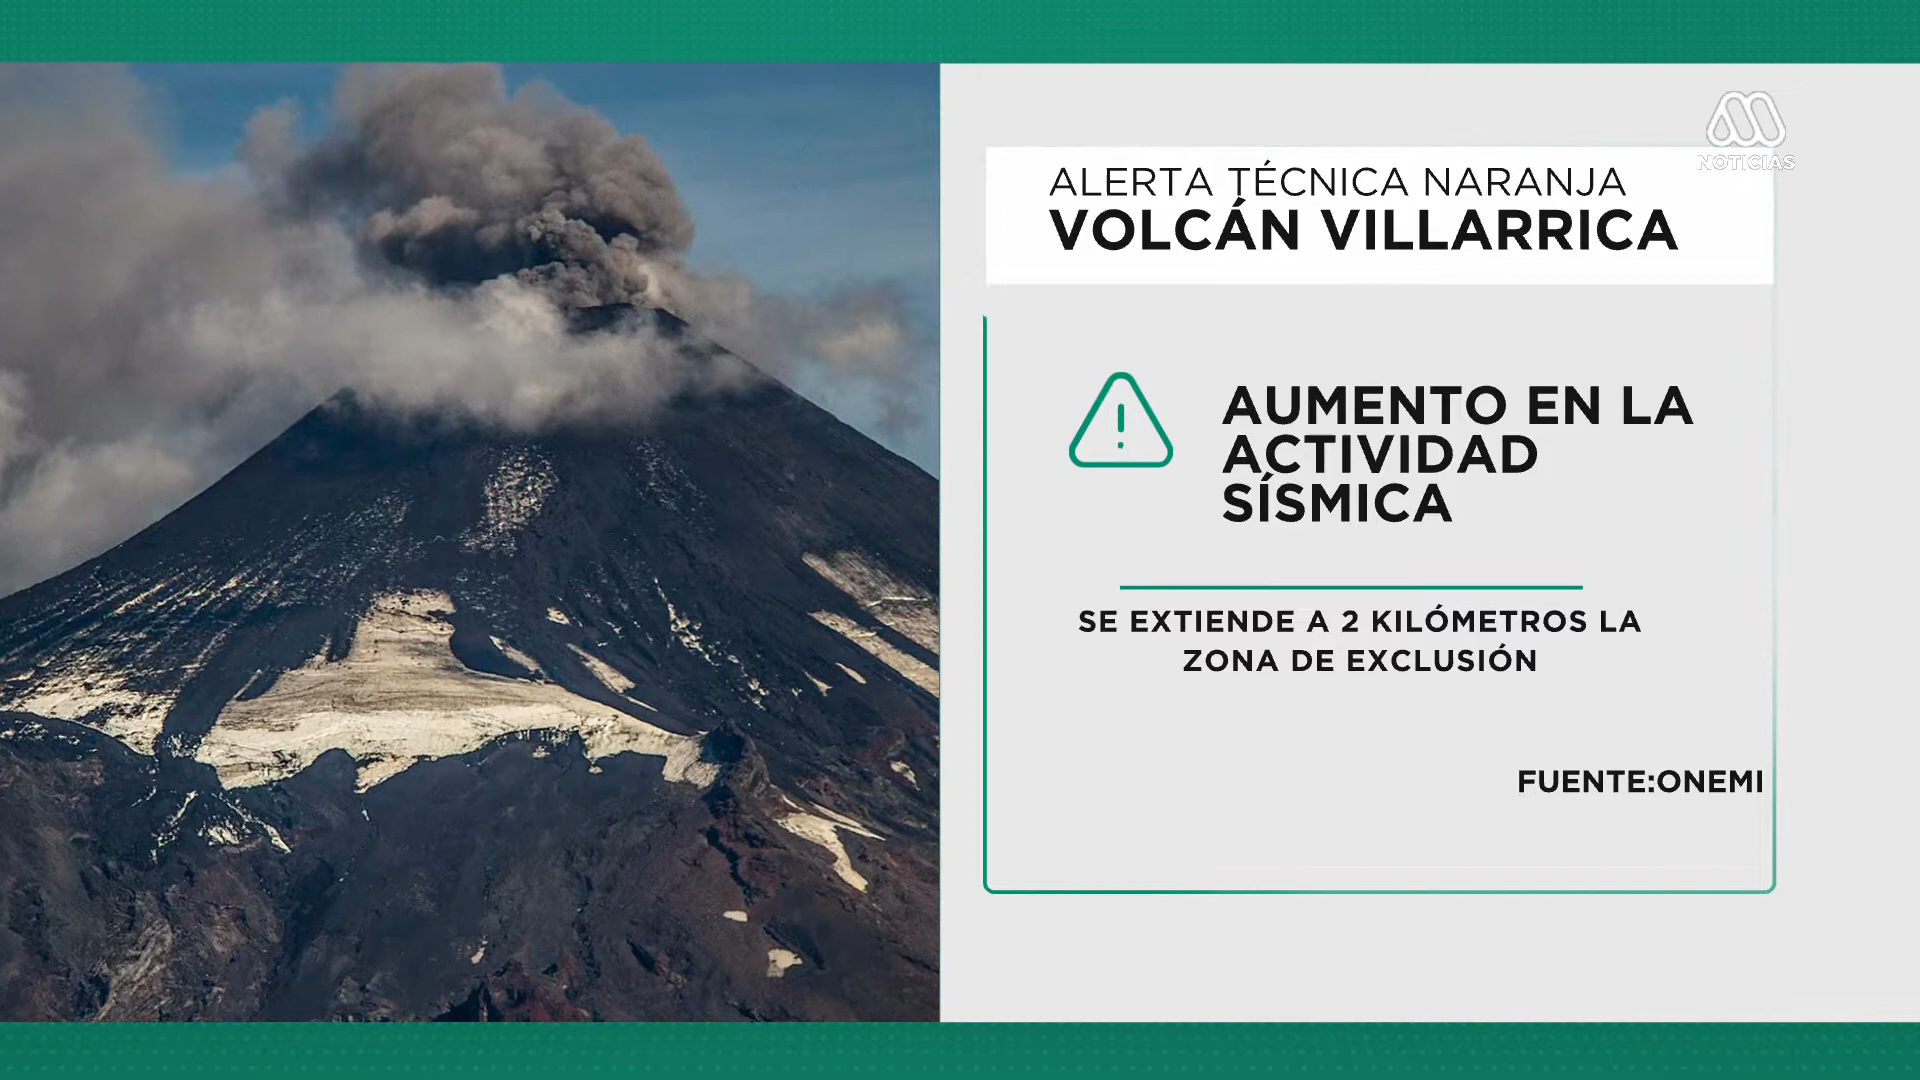 NOTICIAS
ALERTA TÉCNICA NARANJA
VOLCÁN VILLARRICA
AUMENTO EN LA
ACTIVIDAD
SÍSMICA
SE EXTIENDE A 2 KILÓMETROS LA
ZONA DE EXCLUSIÓN
FUENTE:ONEMI